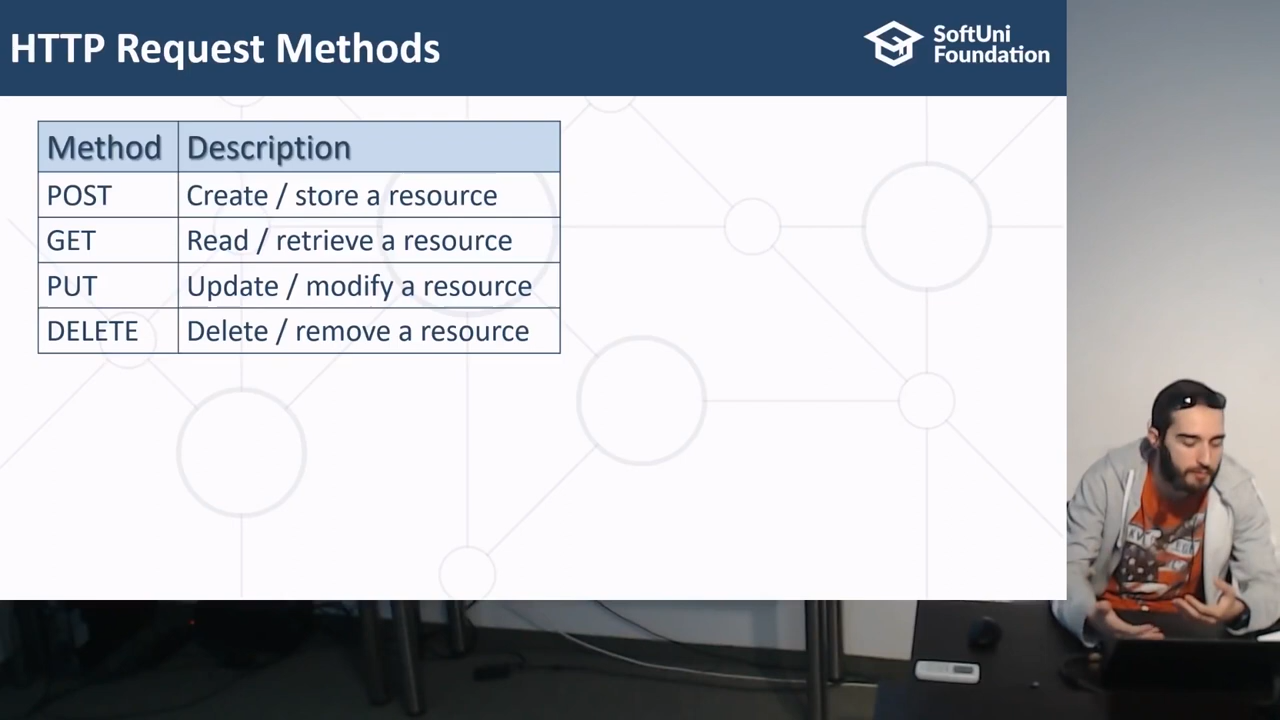 HTTP Request Methods
SoftUni
Foundation
Method Description
POST Create / store a resource
GET Read / retrieve a resource
PUT Update / modify a resource
DELETE Delete / remove a resource